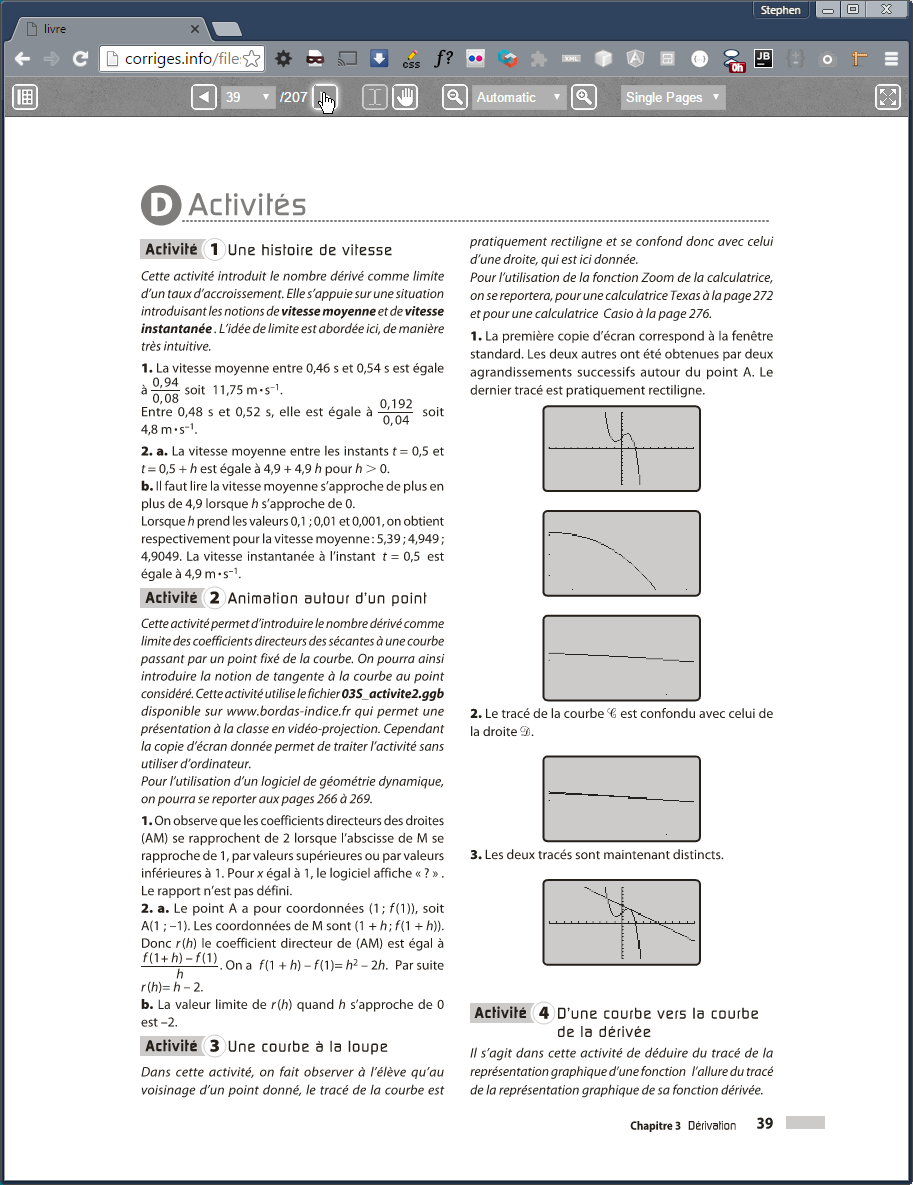 Stephen
livre
corriges.info/file
css
f?
XML
0h
JB
39
/207
Automatic
Single Pages
D Activités
Activité 1 Une histoire de vitesse
Cette activité introduit le nombre dérivé comme limite
d’un taux d’accroissement. Elle s’appuie sur une situation
introduisant les notions de vitesse moyenne et de vitesse
instantanée . L’idée de limite est abordée ici, de manière
très intuitive.
1. La vitesse moyenne entre 0,46 s et 0,54 s est égale
à 0,94/0,08 soit 11,75 m • s–1.
Entre 0,48 s et 0,52 s, elle est égale à 0,192/0,04 soit
4,8 m • s–1.
2. a. La vitesse moyenne entre les instants t = 0,5 et
t = 0,5 + h est égale à 4,9 + 4,9 h pour h > 0.
b. Il faut lire la vitesse moyenne s’approche de plus en
plus de 4,9 lorsque h s’approche de 0.
Lorsque h prend les valeurs 0,1 ; 0,01 et 0,001, on obtient
respectivement pour la vitesse moyenne : 5,39 ; 4,949 ;
4,9049. La vitesse instantanée à l’instant t = 0,5 est
égale à 4,9 m • s–1.
Activité 2 Animation autour d’un point
Cette activité permet d’introduire le nombre dérivé comme
limite des coefficients directeurs des sécantes à une courbe
passant par un point fixé de la courbe. On pourra ainsi
introduire la notion de tangente à la courbe au point
considéré. Cette activité utilise le fichier 03S_activite2.ggb
disponible sur www.bordas-indice.fr qui permet une
présentation à la classe en vidéo-projection. Cependant
la copie d’écran donnée permet de traiter l’activité sans
utiliser d’ordinateur.
Pour l’utilisation d’un logiciel de géométrie dynamique,
on pourra se reporter aux pages 266 à 269.
1. On observe que les coefficients directeurs des droites
(AM) se rapprochent de 2 lorsque l’abscisse de M se
rapproche de 1, par valeurs supérieures ou par valeurs
inférieures à 1. Pour x égal à 1, le logiciel affiche « ? » .
Le rapport n’est pas défini.
2. a. Le point A a pour coordonnées (1 ; f (1)), soit
A(1 ; –1). Les coordonnées de M sont (1 + h ; f (1 + h)).
Donc r (h) le coefficient directeur de (AM) est égal à
f (1+ h) – f (1)/h . On a f (1 + h) – f (1)= h2 – 2h. Par suite
r (h)= h – 2.
b. La valeur limite de r (h) quand h s’approche de 0
est –2.
Activité 3 Une courbe à la loupe
Dans cette activité, on fait observer à l’élève qu’au
voisinage d’un point donné, le tracé de la courbe est
pratiquement rectiligne et se confond donc avec celui
d’une droite, qui est ici donnée.
Pour l’utilisation de la fonction Zoom de la calculatrice,
on se reportera, pour une calculatrice Texas à la page 272
et pour une calculatrice Casio à la page 276.
1. La première copie d’écran correspond à la fenêtre
standard. Les deux autres ont été obtenues par deux
agrandissements successifs autour du point A. Le
dernier tracé est pratiquement rectiligne.
2. Le tracé de la courbe 𝒞 est confondu avec celui de
la droite 𝒟.
3. Les deux tracés sont maintenant distincts.
Activité 4 D’une courbe vers la courbe
de la dérivée
Il s’agit dans cette activité de déduire du tracé de la
représentation graphique d’une fonction l’allure du tracé
de la représentation graphique de sa fonction dérivée.
Chapitre 3 Dérivation 39